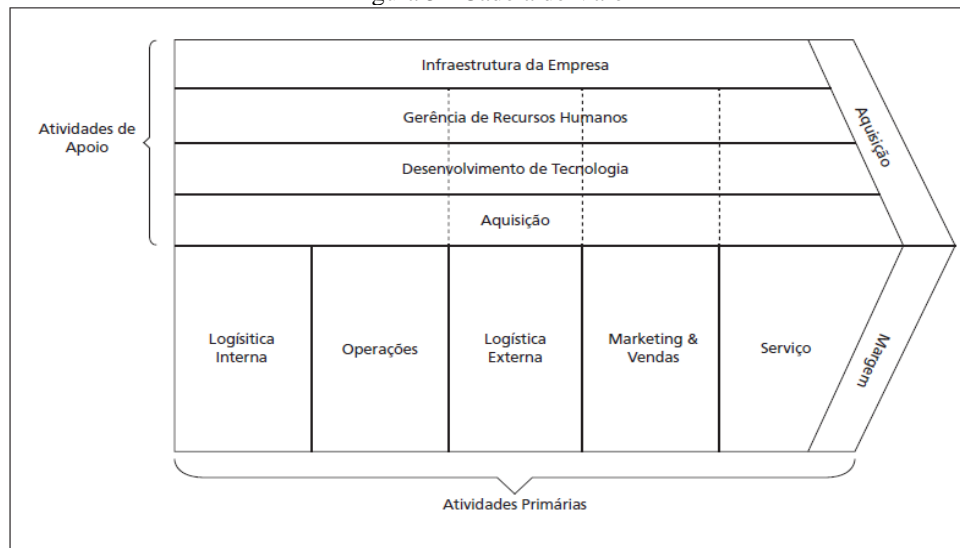 Infraestrutura da Empresa
Gerência de Recursos Humanos
Atividades de
Apoio
Desenvolvimento de Tecnologia
Aquisição
Aquisição
Logísitica
Interna
Operações
Logística
Externa
Marketing &
Vendas
Serviço
Margem
Atividades Primárias